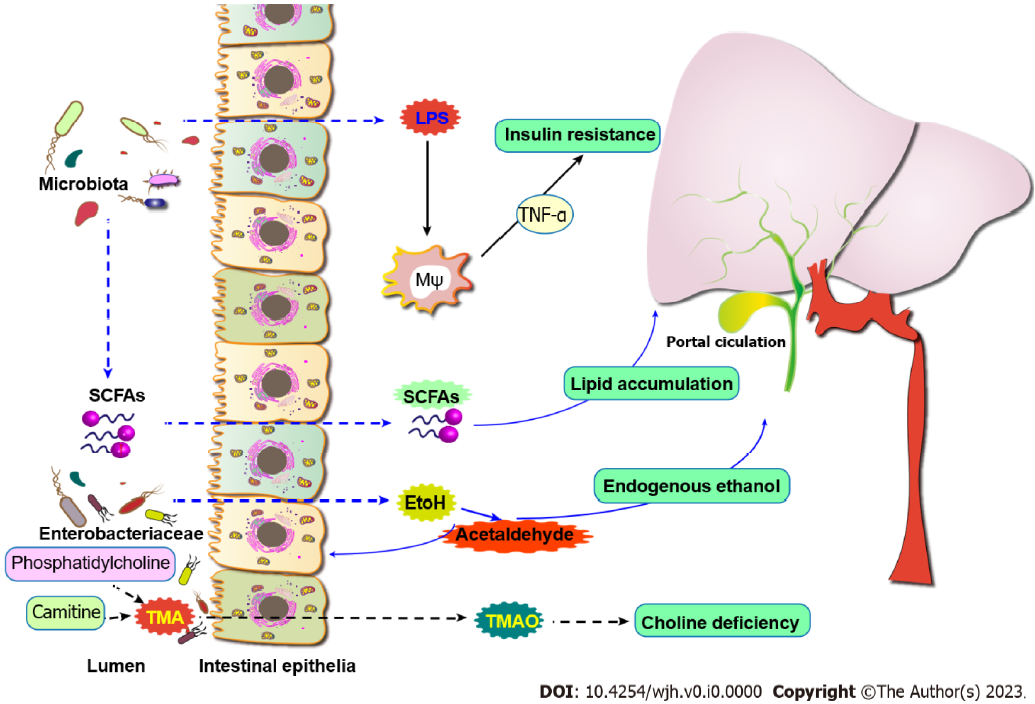 LPS
Insulin resistance
Microbiota
TNF-α
Mψ
Portal ciculation
SCFAs
SCFAs
Lipid accumulation
Endogenous ethanol
EtoH
Enterobacteriaceae
Acetaldehyde
Phosphatidylcholine
Camitine
TMA
TMAO
Choline deficiency
Lumen
Intestinal epithelia
DOI: 10.4254/wjh.v0.i0.0000 Copyright ©The Author(s) 2023.